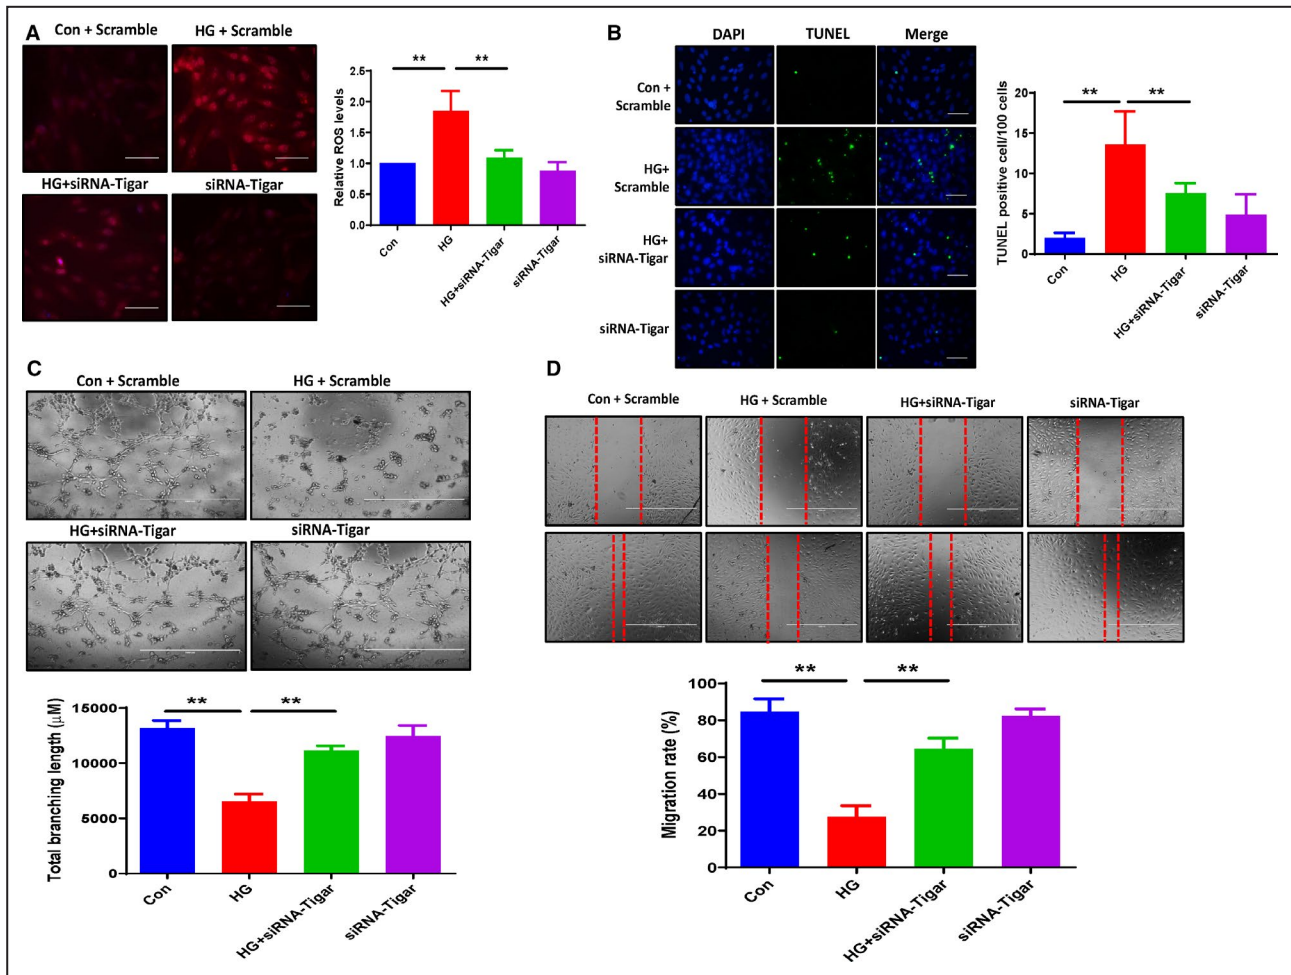 A
Con + Scramble
HG + Scramble
HG+siRNA-Tigar
siRNA-Tigar
**
**
Relative ROS levels
2.5
2.0
1.5
1.0
0.5
0.0
Con
HG
HG+siRNA-Tigar
siRNA-Tigar
B
DAPI
TUNEL
Merge
Con +
Scramble
HG+
Scramble
HG+
siRNA-Tigar
siRNA-Tigar
**
**
TUNEL positive cell/100 cells
20
15
10
5
0
Con
HG
HG+siRNA-Tigar
siRNA-Tigar
C
Con + Scramble
HG + Scramble
HG+siRNA-Tigar
siRNA-Tigar
**
**
Total branching length (μM)
15000
10000
5000
0
Con
HG
HG+siRNA-Tigar
siRNA-Tigar
D
Con + Scramble
HG + Scramble
HG+siRNA-Tigar
siRNA-Tigar
**
**
Migration rate (%)
100
80
60
40
20
0
Con
HG
HG+siRNA-Tigar
siRNA-Tigar